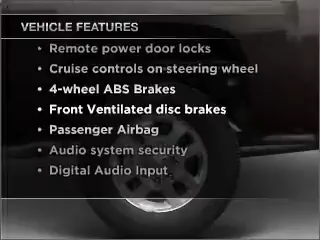 VEHICLE FEATURES
• Remote power door locks
• Cruise controls on steering wheel
• 4-wheel ABS Brakes
• Front Ventilated disc brakes
• Passenger Airbag
• Audio system security
• Digital Audio Input